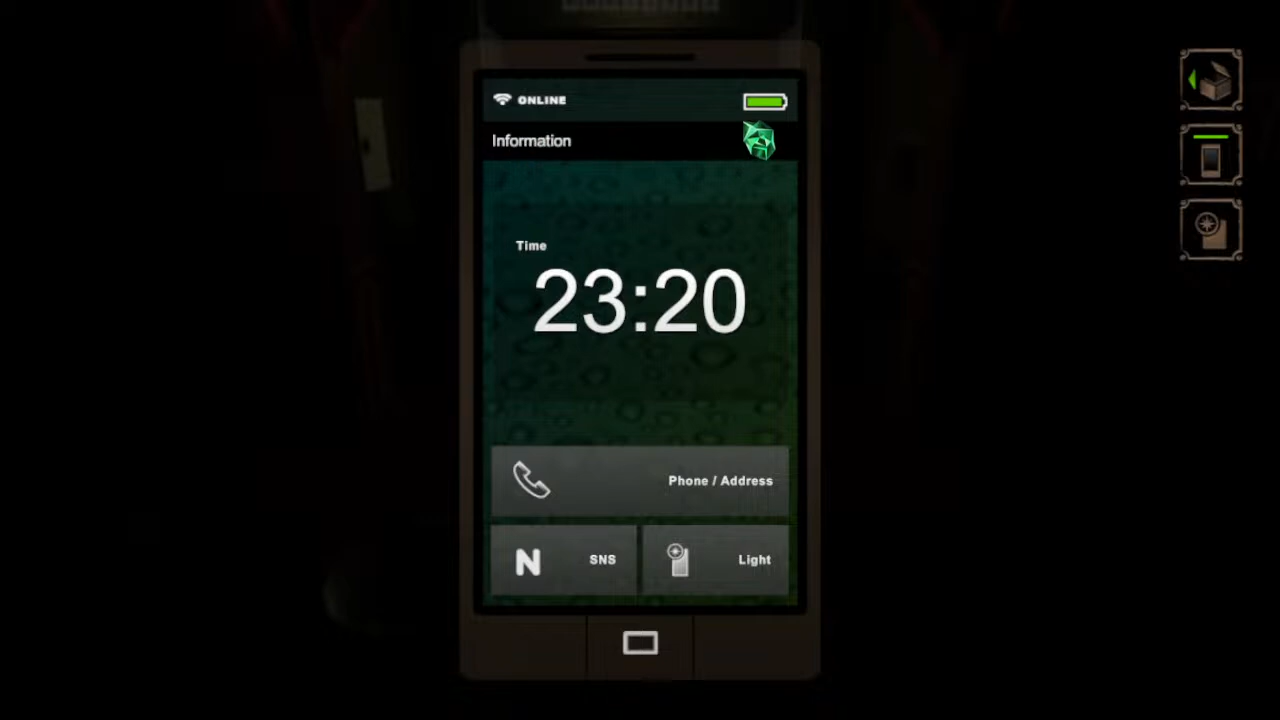 ONLINE
Information
Time
23:20
Phone / Address
N SNS
Light